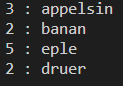 3 : appelsin
2 : banan
5 : eple
2 : druer